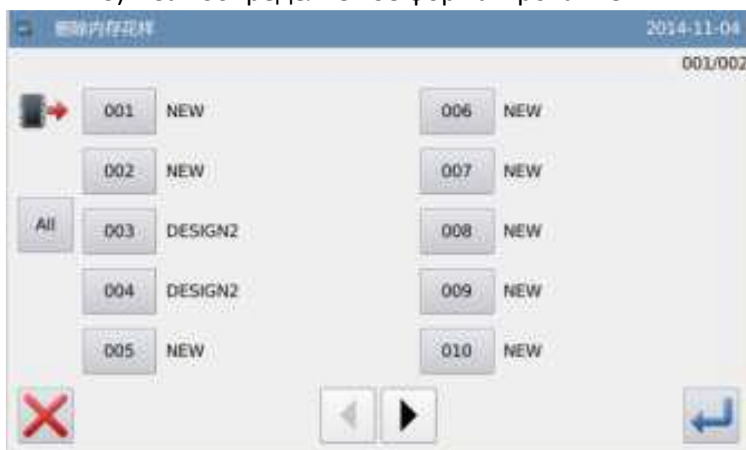 删除内存花样 2014-11-04
001/002
001 NEW 006 NEW
002 NEW 007 NEW
All
003 DESIGN2 008 NEW
004 DESIGN2 009 NEW
005 NEW 010 NEW